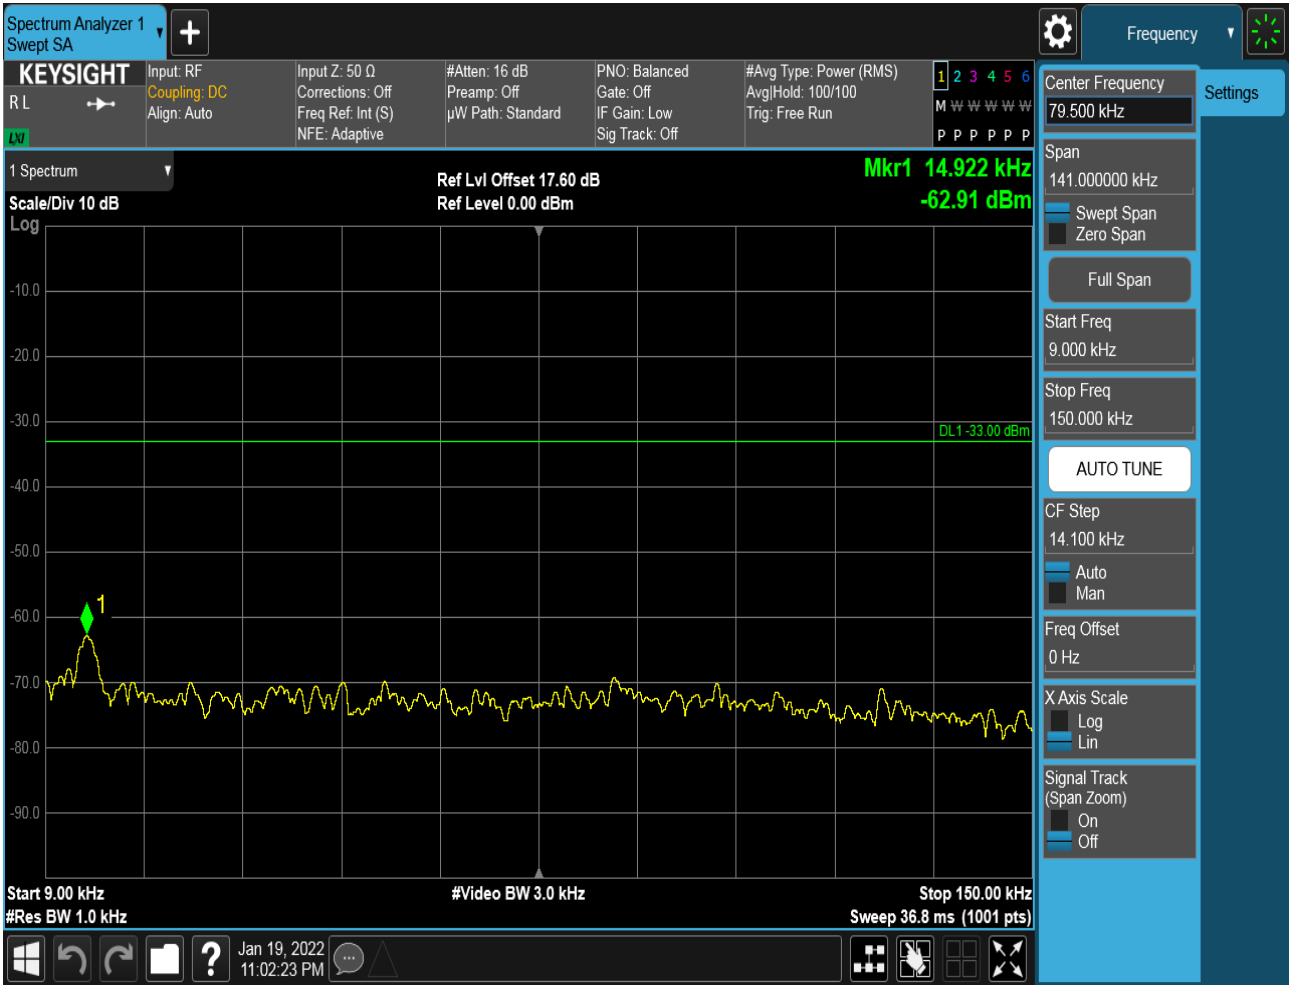 Spectrum Analyzer 1
Swept SA
Frequency
KEYSIGHT
R L
LXI
Input: RF
Coupling: DC
Align: Auto
Input Z: 50 Ω
Corrections: Off
Freq Ref: Int (S)
NFE: Adaptive
#Atten: 16 dB
Preamp: Off
µW Path: Standard
PNO: Balanced
Gate: Off
IF Gain: Low
Sig Track: Off
#Avg Type: Power (RMS)
Avg|Hold: 100/100
Trig: Free Run
1 2 3 4 5 6
M W W W W W
P P P P P P
1 Spectrum
Scale/Div 10 dB
Log
Ref Lvl Offset 17.60 dB
Ref Level 0.00 dBm
Mkr1 14.922 kHz
-62.91 dBm
-10.0
-20.0
-30.0
DL1 -33.00 dBm
-40.0
-50.0
1
-60.0
-70.0
-80.0
-90.0
Start 9.00 kHz
#Res BW 1.0 kHz
#Video BW 3.0 kHz
Stop 150.00 kHz
Sweep 36.8 ms (1001 pts)
Center Frequency
79.500 kHz
Settings
Span
141.000000 kHz
Swept Span
Zero Span
Full Span
Start Freq
9.000 kHz
Stop Freq
150.000 kHz
AUTO TUNE
CF Step
14.100 kHz
Auto
Man
Freq Offset
0 Hz
X Axis Scale
Log
Lin
Signal Track
(Span Zoom)
On
Off
?
Jan 19, 2022
11:02:23 PM